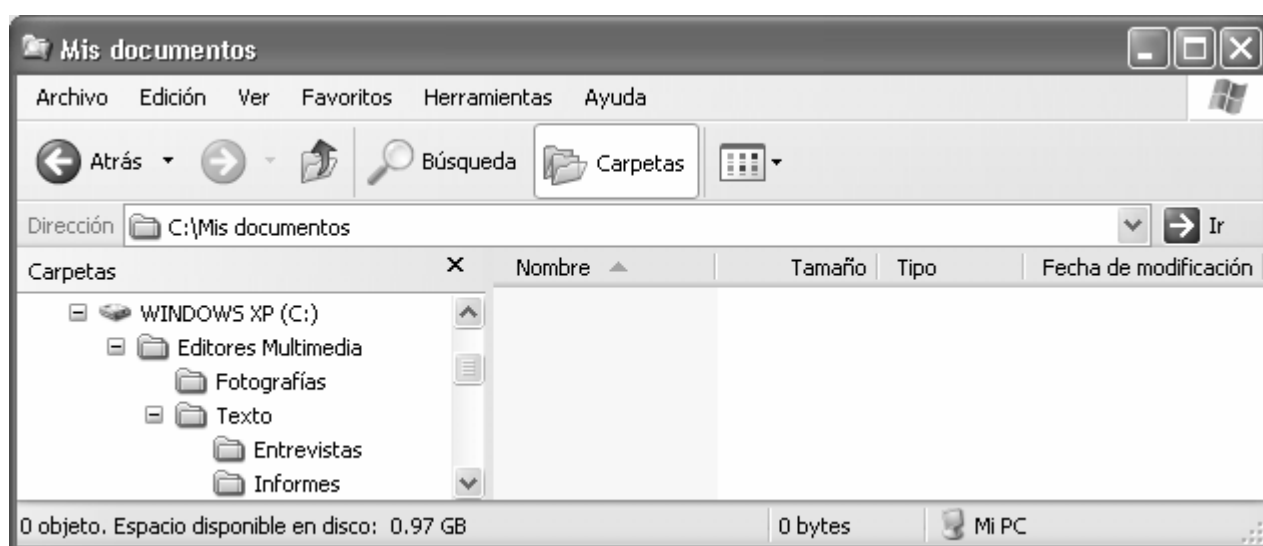 Mis documentos
Archivo Edición Ver Favoritos Herramientas Ayuda
Atrás Búsqueda Carpetas
Dirección C:\Mis documentos Ir
Carpetas Nombre Tamaño Tipo Fecha de modificación
WINDOWS XP (C:)
Editores Multimedia
Fotografías
Texto
Entrevistas
Informes
0 objeto. Espacio disponible en disco: 0.97 GB 0 bytes Mi PC